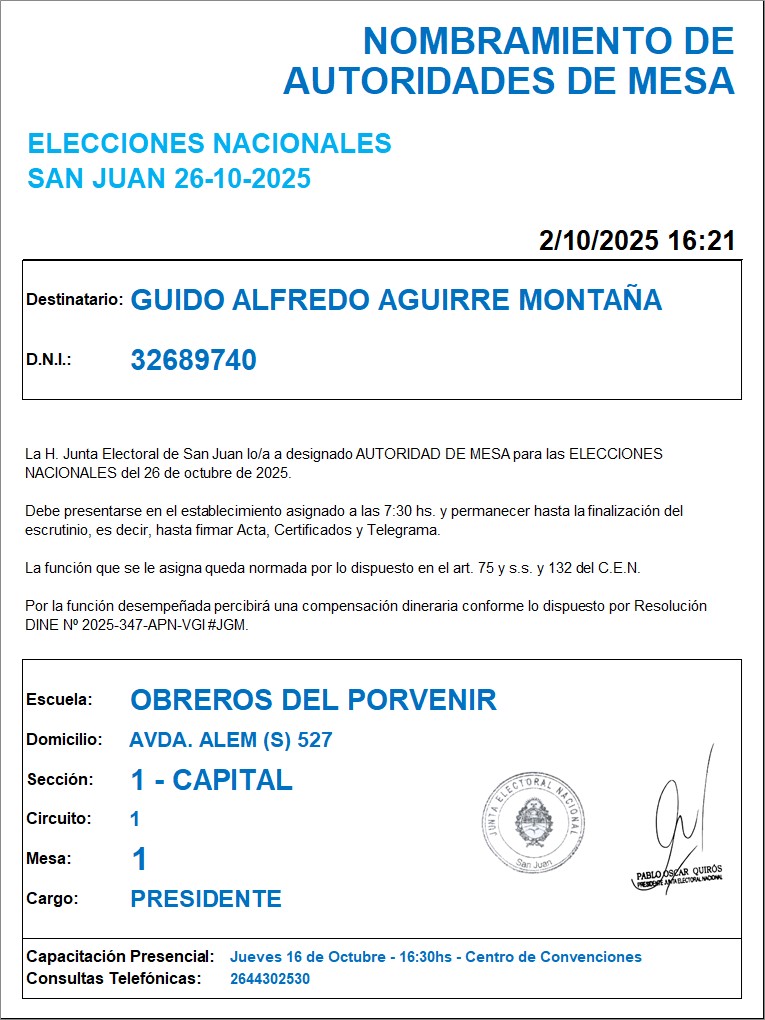 NOMBRAMIENTO DE
AUTORIDADES DE MESA
ELECCIONES NACIONALES
SAN JUAN 26-10-2025
2/10/2025 16:21
Destinatario: GUIDO ALFREDO AGUIRRE MONTAÑA
D.N.I.: 32689740
La H. Junta Electoral de San Juan lo/a a designado AUTORIDAD DE MESA para las ELECCIONES
NACIONALES del 26 de octubre de 2025.
Debe presentarse en el establecimiento asignado a las 7:30 hs. y permanecer hasta la finalización del
escrutinio, es decir, hasta firmar Acta, Certificados y Telegrama.
La función que se le asigna queda normada por lo dispuesto en el art. 75 y s.s. y 132 del C.E.N.
Por la función desempeñada percibirá una compensación dineraria conforme lo dispuesto por Resolución
DINE Nº 2025-347-APN-VGI#JGM.
Escuela: OBREROS DEL PORVENIR
Domicilio: AVDA. ALEM (S) 527
Sección: 1 - CAPITAL
Circuito: 1
Mesa: 1
Cargo: PRESIDENTE
JUNTA ELECTORAL NACIONAL
San Juan
PABLO OSCAR QUIRÓS
PRESIDENTE JUNTA ELECTORAL NACIONAL
Capacitación Presencial: Jueves 16 de Octubre - 16:30hs - Centro de Convenciones
Consultas Telefónicas: 2644302530